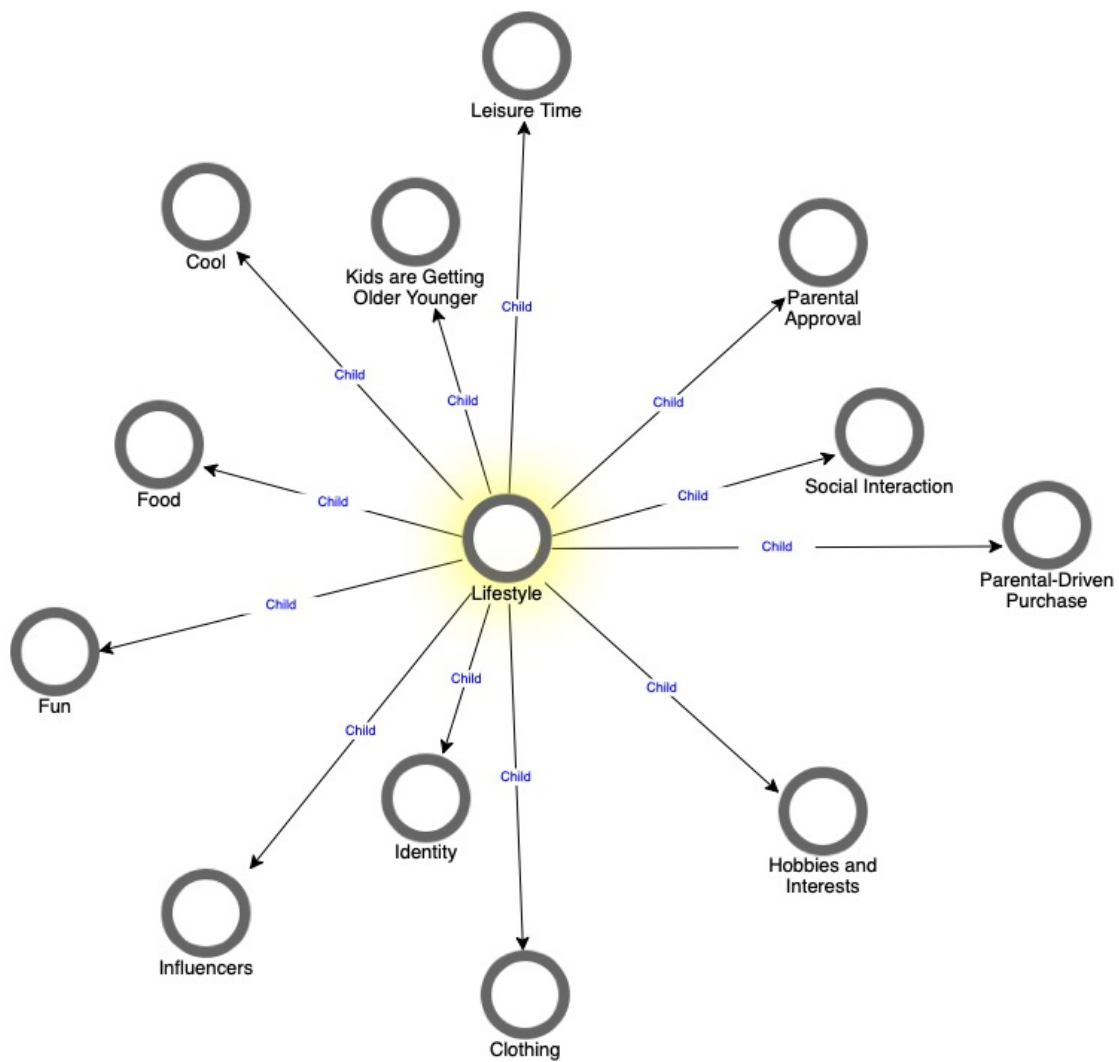 Leisure Time
Cool
Kids are Getting
Older Younger
Parental
Approval
Child
Child
Child
Child
Food
Social Interaction
Child
Child
Child
Parental-Driven
Purchase
Lifestyle
Child
Fun
Child
Child
Child
Child
Identity
Hobbies and
Interests
Influencers
Clothing